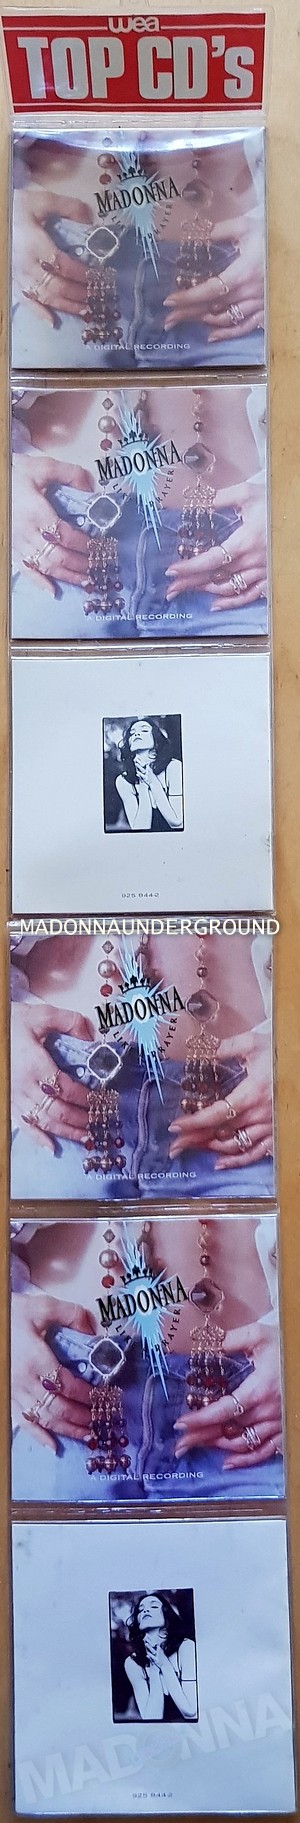 wea
TOP CD's
MADONNA
LIKE A PRAYER
A DIGITAL RECORDING
MADONNA
LIKE A PRAYER
A DIGITAL RECORDING
925 844-2
MADONNAUNDERGROUND
MADONNA
LIKE A PRAYER
A DIGITAL RECORDING
MADONNA
LIKE A PRAYER
A DIGITAL RECORDING
MADONNA
925 844-2